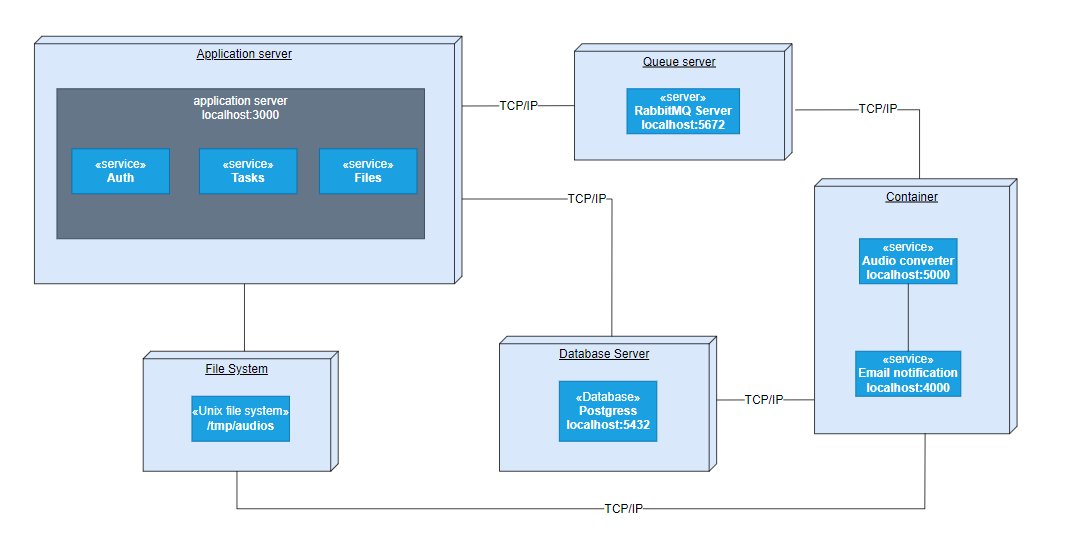 Application server
application server
localhost:3000
«service»
Auth
«service»
Tasks
«service»
Files
TCP/IP
Queue server
«server»
RabbitMQ Server
localhost:5672
TCP/IP
TCP/IP
Container
«service»
Audio converter
localhost:5000
«service»
Email notification
localhost:4000
File System
«Unix file system»
/tmp/audios
Database Server
«Database»
Postgress
localhost:5432
TCP/IP
TCP/IP